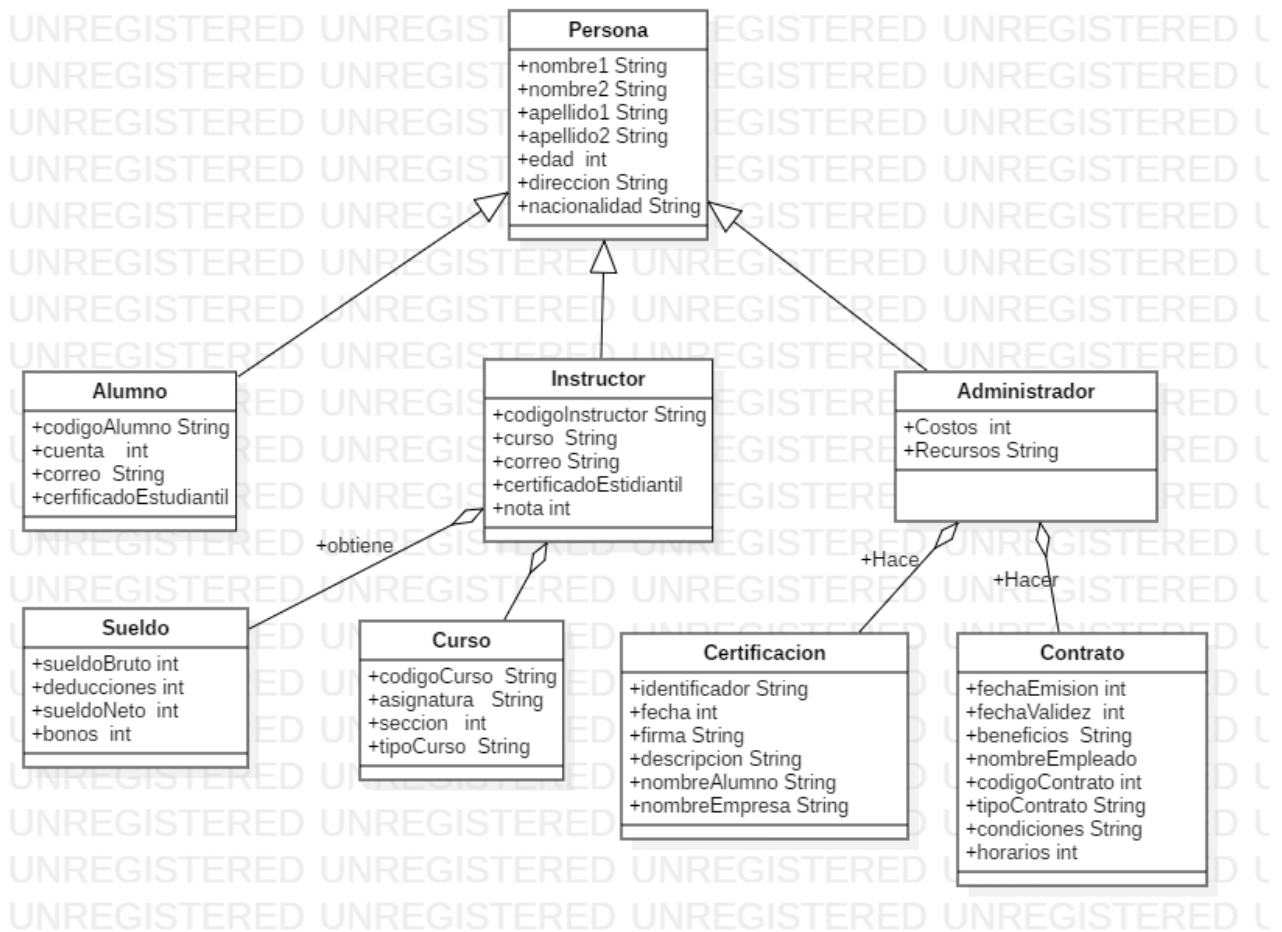 Persona
+nombre1 String
+nombre2 String
+apellido1 String
+apellido2 String
+edad int
+direccion String
+nacionalidad String
Alumno
+codigoAlumno String
+cuenta int
+correo String
+cerfificadoEstudiantil
Instructor
+codigoInstructor String
+curso String
+correo String
+certificadoEstidiantil
+nota int
Administrador
+Costos int
+Recursos String
+obtiene
+Hace
+Hacer
Sueldo
+sueldoBruto int
+deducciones int
+sueldoNeto int
+bonos int
Curso
+codigoCurso String
+asignatura String
+seccion int
+tipoCurso String
Certificacion
+identificador String
+fecha int
+firma String
+descripcion String
+nombreAlumno String
+nombreEmpresa String
Contrato
+fechaEmision int
+fechaValidez int
+beneficios String
+nombreEmpleado
+codigoContrato int
+tipoContrato String
+condiciones String
+horarios int
UNREGISTERED